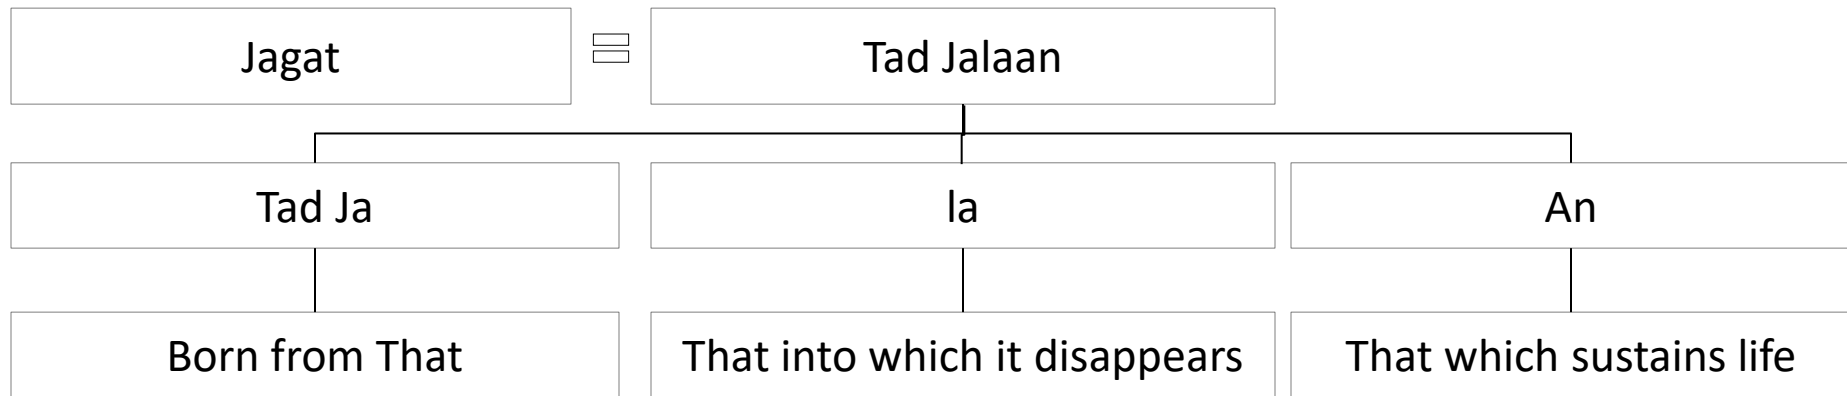 Jagat
=
Tad Jalaan
Tad Ja
la
An
Born from That
That into which it disappears
That which sustains life